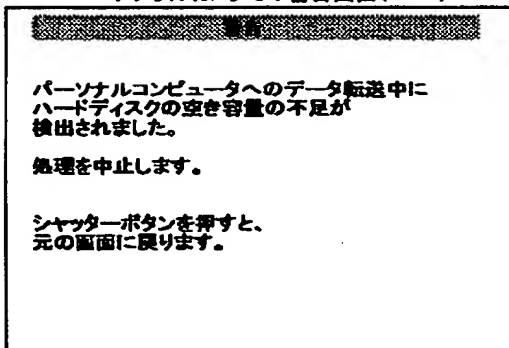 警告
パーソナルコンピュータへのデータ転送中に
ハードディスクの空き容量の不足が
検出されました。
処理を中止します。
シャッターボタンを押すと、
元の画面に戻ります。